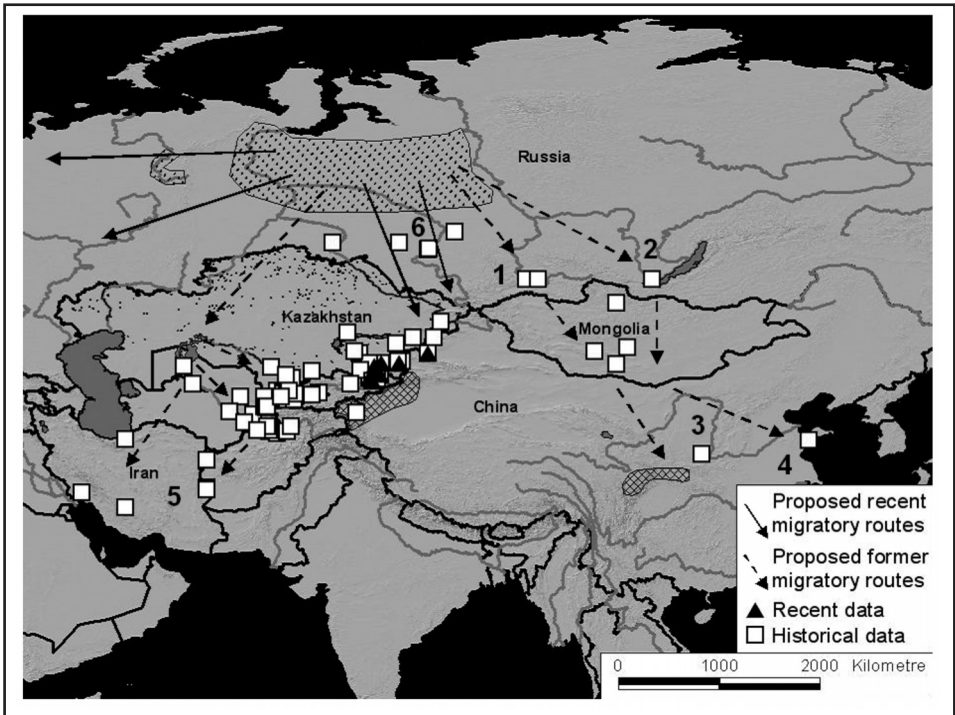 Russia
6
2
1
Kazakhstan
Mongolia
China
3
4
Iran
5
Proposed recent
migratory routes
Proposed former
migratory routes
Recent data
Historical data
0 1000 2000 Kilometre